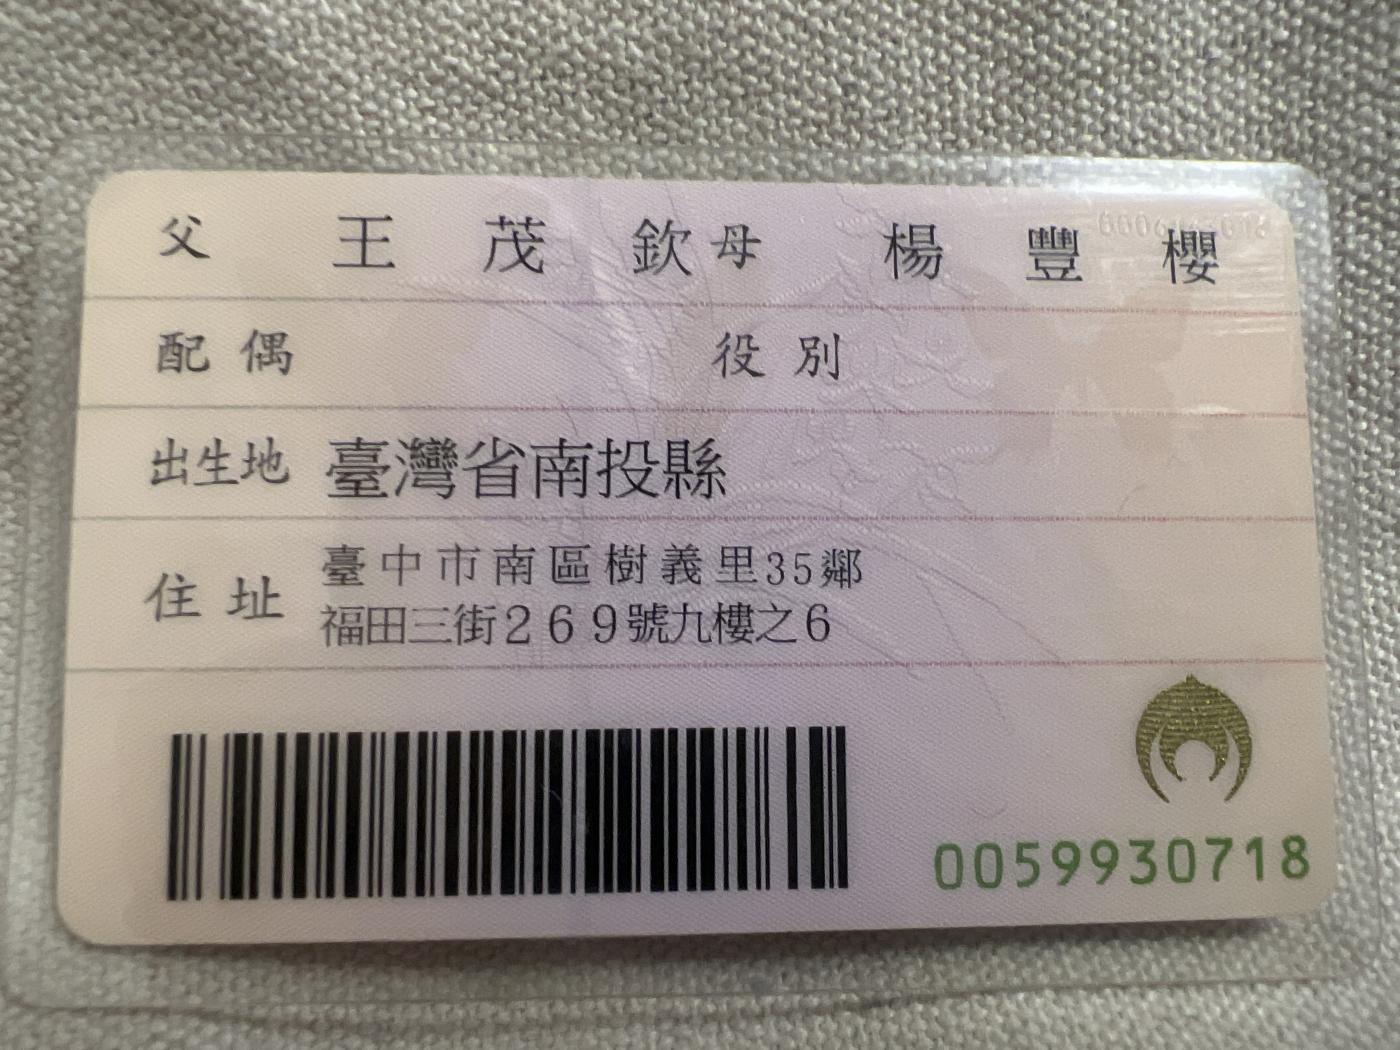 父 王茂欽 母 楊豐櫻
配偶 役別
出生地 臺灣省南投縣
住址 臺中市南區樹義里35鄰
福田三街269號九樓之6
0059930718